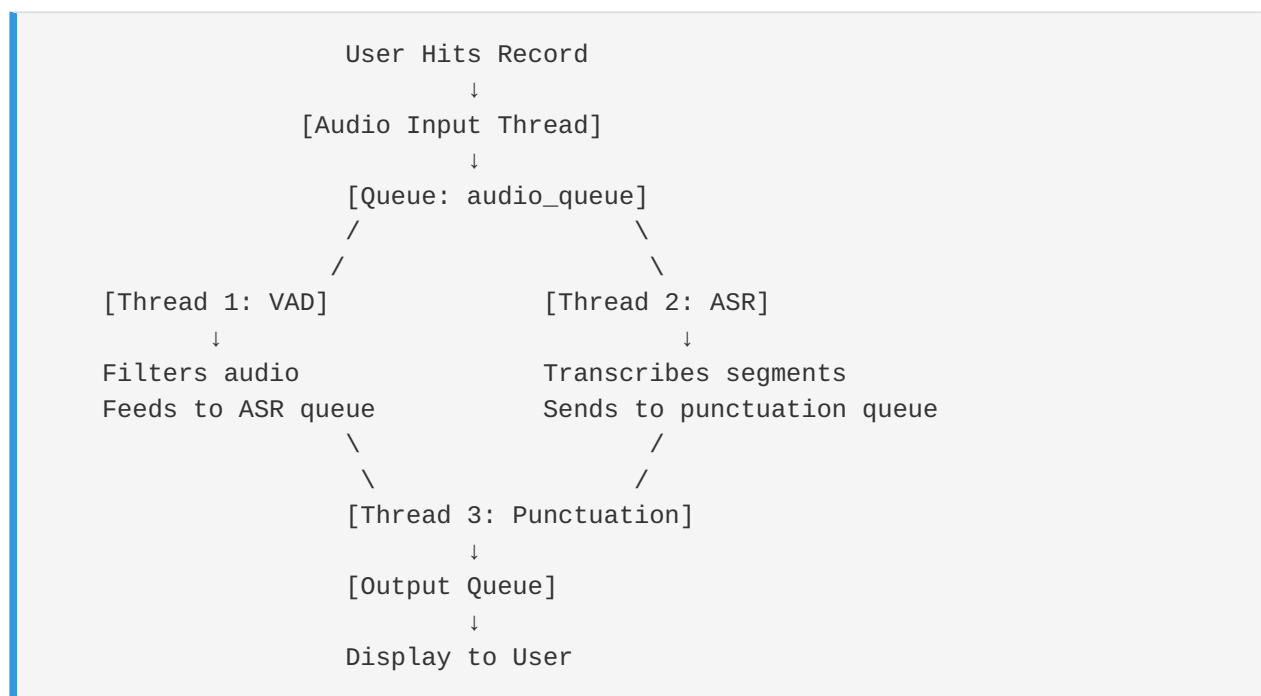 User Hits Record
↓
[Audio Input Thread]
↓
[Queue: audio_queue]
/ \
/ \
[Thread 1: VAD] [Thread 2: ASR]
↓ ↓
Filters audio Transcribes segments
Feeds to ASR queue Sends to punctuation queue
\ /
\ /
[Thread 3: Punctuation]
↓
[Output Queue]
↓
Display to User